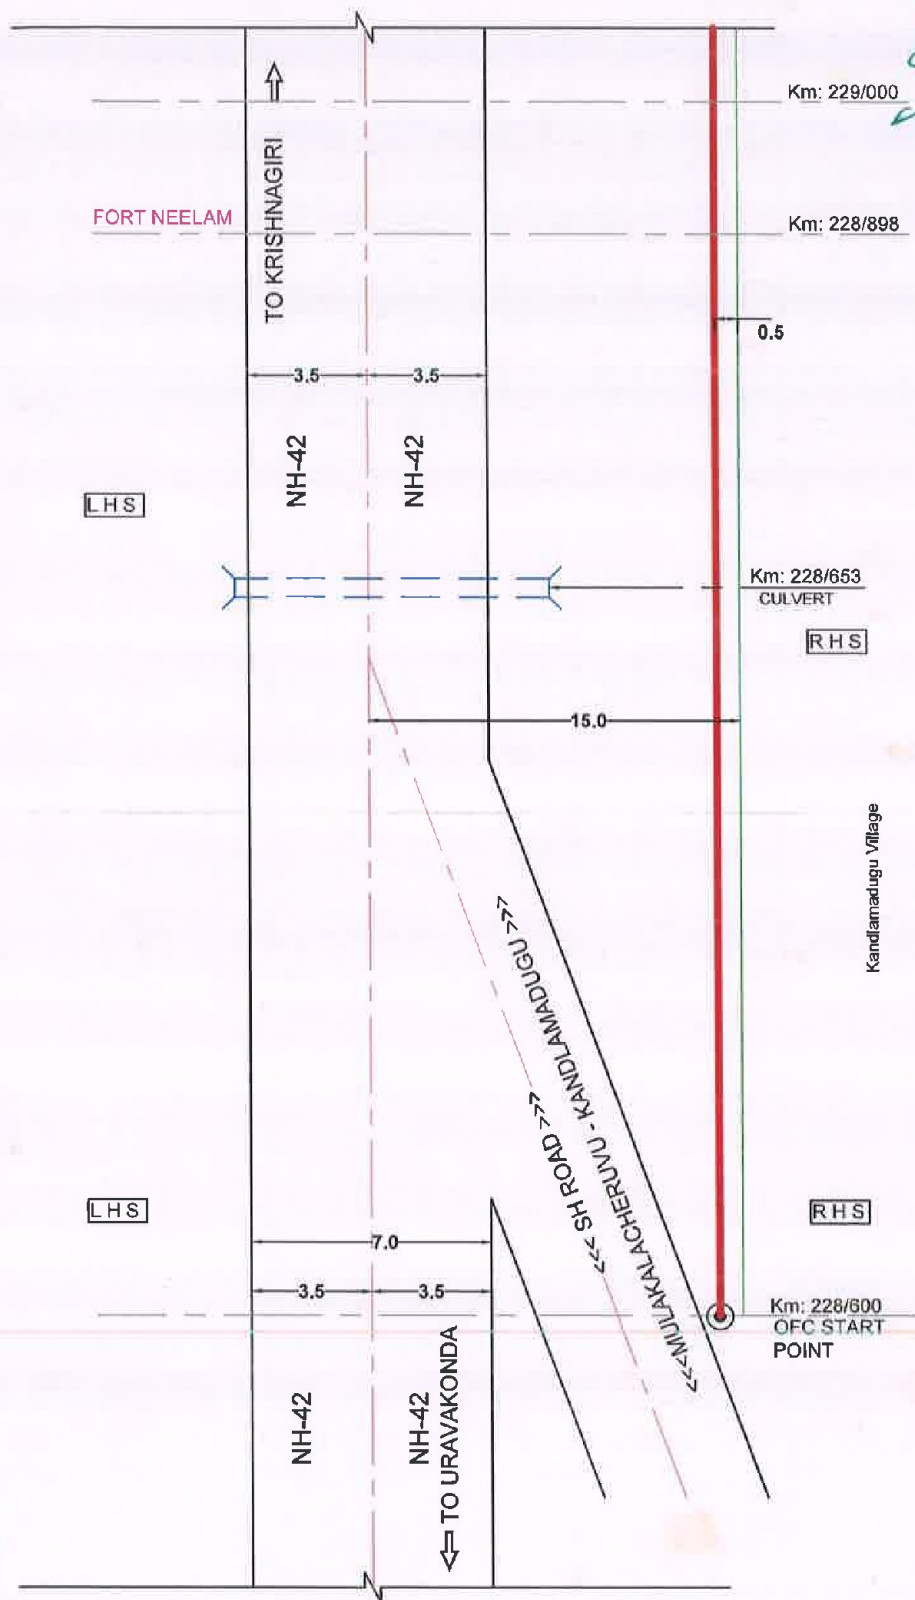 Km: 229/000
TO KRISHNAGIRI
FORT NEELAM
Km: 228/898
0.5
3.5
3.5
NH-42
NH-42
LHS
Km: 228/653
CULVERT
RHS
15.0
Kandlamadugu Village
<<<MULAKALACHERUVU - KANDLAMADUGU >>>
<<< SH ROAD >>>
LHS
RHS
7.0
3.5
3.5
Km: 228/600
OFC START
POINT
NH-42
NH-42
TO URAVAKONDA